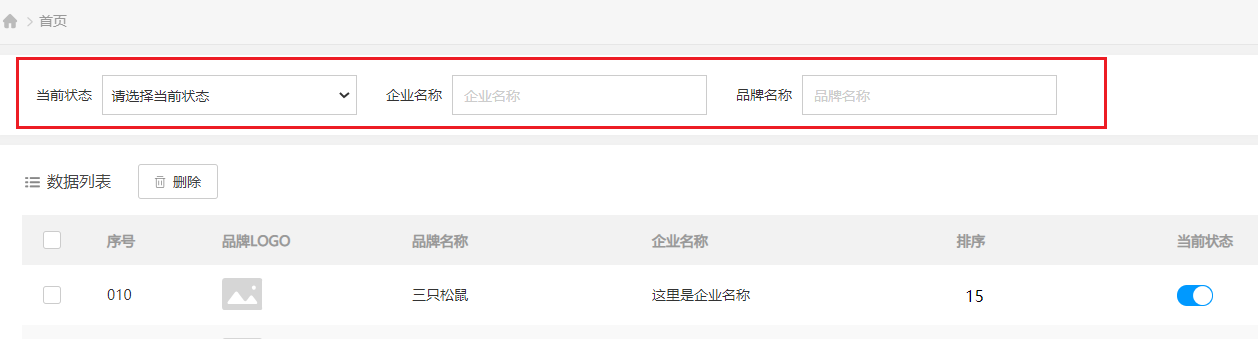 首页
当前状态 请选择当前状态 企业名称 企业名称 品牌名称 品牌名称
数据列表 删除
序号 品牌LOGO 品牌名称 企业名称 排序 当前状态
010 三只松鼠 这里是企业名称 15